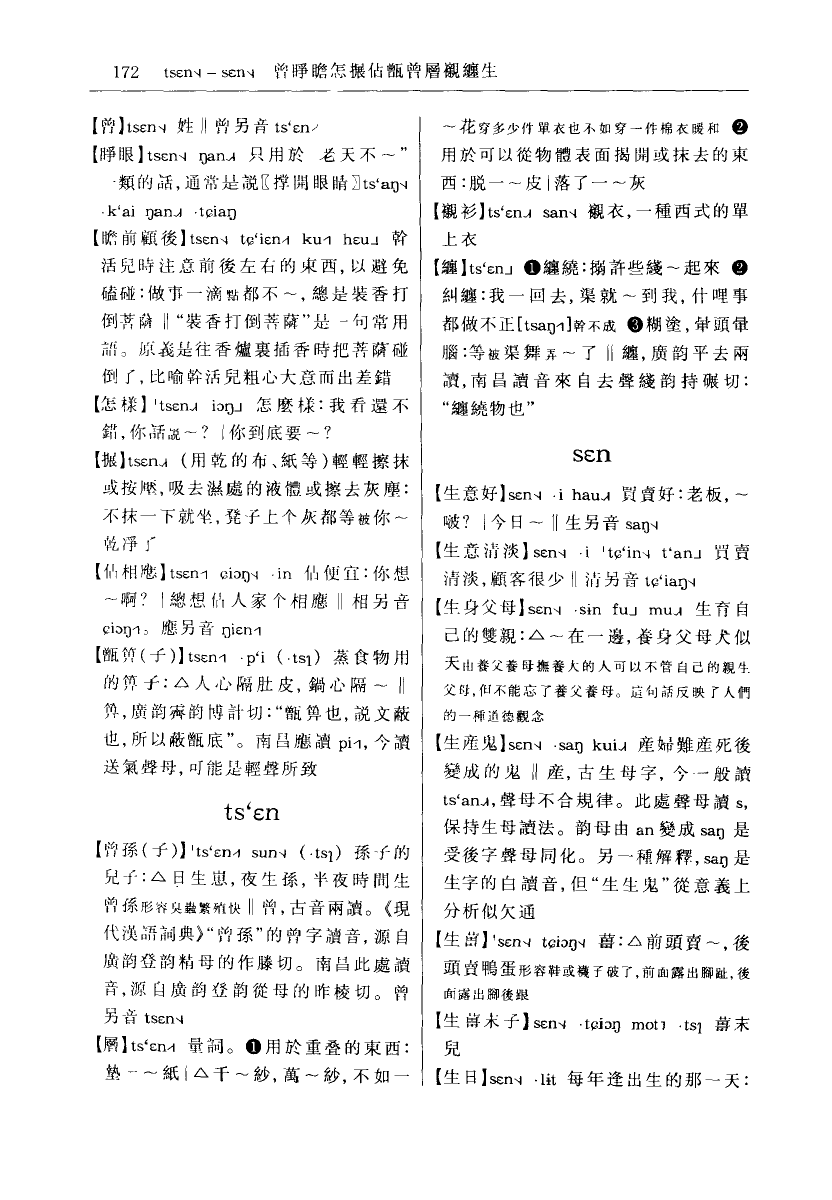 172 tsɛn˧˩ – sɛn˧˩ 曾睜瞻怎搌佔甑曾層襯纏生
【曾】tsɛn˧˩ 姓‖曾另音 ts‘ɛn
【睜眼】tsɛn˧˩ ŋan 只用於“老天不～”
一類的話,通常是説〖撑開眼睛〗ts‘aŋ˧˩
·k‘ai ŋan ·tɕiaŋ
【瞻前顧後】tsɛn˧˩ tɕ‘iɛn ku hɛu˩ 幹
活兒時注意前後左右的東西,以避免
磕碰:做事一滴點都不～,總是裝香打
倒菩薩‖“裝香打倒菩薩”是一句常用
語。原義是往香爐裏插香時把菩薩碰
倒了,比喻幹活兒粗心大意而出差錯
【怎樣】ˈtsɛn iɔŋ˩ 怎麽樣:我看還不
錯,你話説～?|你到底要～?
【搌】tsɛn (用乾的布、紙等)輕輕擦抹
或按壓,吸去濕處的液體或擦去灰塵:
不抹一下就坐,凳子上个灰都等被你～
乾凈了
【佔相應】tsɛn ɕiɔŋ˧˩ ·in 佔便宜:你想
～啊?|總想佔人家个相應‖相另音
ɕiɔŋ。應另音 ŋiɛn
【甑箅(子)】tsɛn ·p‘i (·tsɿ) 蒸食物用
的箅子:△人心隔肚皮,鍋心隔～‖
箅,廣韵霽韵博計切:“甑箅也,説文蔽
也,所以蔽甑底”。南昌應讀 pi,今讀
送氣聲母,可能是輕聲所致
ts‘ɛn
【曾孫(子)】ˈts‘ɛn sun˧˩ (·tsɿ) 孫子的
兒子:△日生崽,夜生孫,半夜時間生
曾孫形容臭蟲繁殖快‖曾,古音兩讀。《現
代漢語詞典》“曾孫”的曾字讀音,源自
廣韵登韵精母的作滕切。南昌此處讀
音,源自廣韵登韵從母的昨棱切。曾
另音 tsɛn˧˩
【層】ts‘ɛn 量詞。❶用於重叠的東西:
墊一～紙|△千～紗,萬～紗,不如一
～花穿多少件單衣也不如穿一件棉衣暖和 ❷
用於可以從物體表面揭開或抹去的東
西:脱一～皮|落了一～灰
【襯衫】ts‘ɛn san˧˩ 襯衣,一種西式的單
上衣
【纏】ts‘ɛn˩ ❶纏繞:搦許些綫～起來 ❷
糾纏:我一回去,渠就～到我,什哩事
都做不正[tsaŋ]幹不成 ❸糊塗,暈頭暈
腦:等被渠舞弄～了‖纏,廣韵平去兩
讀,南昌讀音來自去聲綫韵持碾切:
“纏繞物也”
sɛn
【生意好】sɛn˧˩ ·i hau 買賣好:老板,～
啵?|今日～‖生另音 saŋ˧˩
【生意清淡】sɛn˧˩ ·i ˈtɕ‘in˧˩ t‘an˩ 買賣
清淡,顧客很少‖清另音 tɕ‘iaŋ˧˩
【生身父母】sɛn˧˩ ·sɨn fu˩ mu 生育自
己的雙親:△～在一邊,養身父母大似
天由養父養母撫養大的人可以不管自己的親生
父母,但不能忘了養父養母。這句話反映了人們
的一種道德觀念
【生産鬼】sɛn˧˩ ·saŋ kui 産婦難産死後
變成的鬼‖産,古生母字,今一般讀
ts‘an,聲母不合規律。此處聲母讀 s,
保持生母讀法。韵母由 an 變成 saŋ 是
受後字聲母同化。另一種解釋,saŋ 是
生字的白讀音,但“生生鬼”從意義上
分析似欠通
【生薑】ˈsɛn˧˩ tɕiɔŋ˧˩ 薑:△前頭賣～,後
頭賣鴨蛋形容鞋或襪子破了,前面露出脚趾,後
面露出脚後跟
【生薑末子】sɛn˧˩ ·tɕiɔŋ mot ·tsɿ 薑末
兒
【生日】sɛn˧˩ ·lɨt 每年逢出生的那一天: